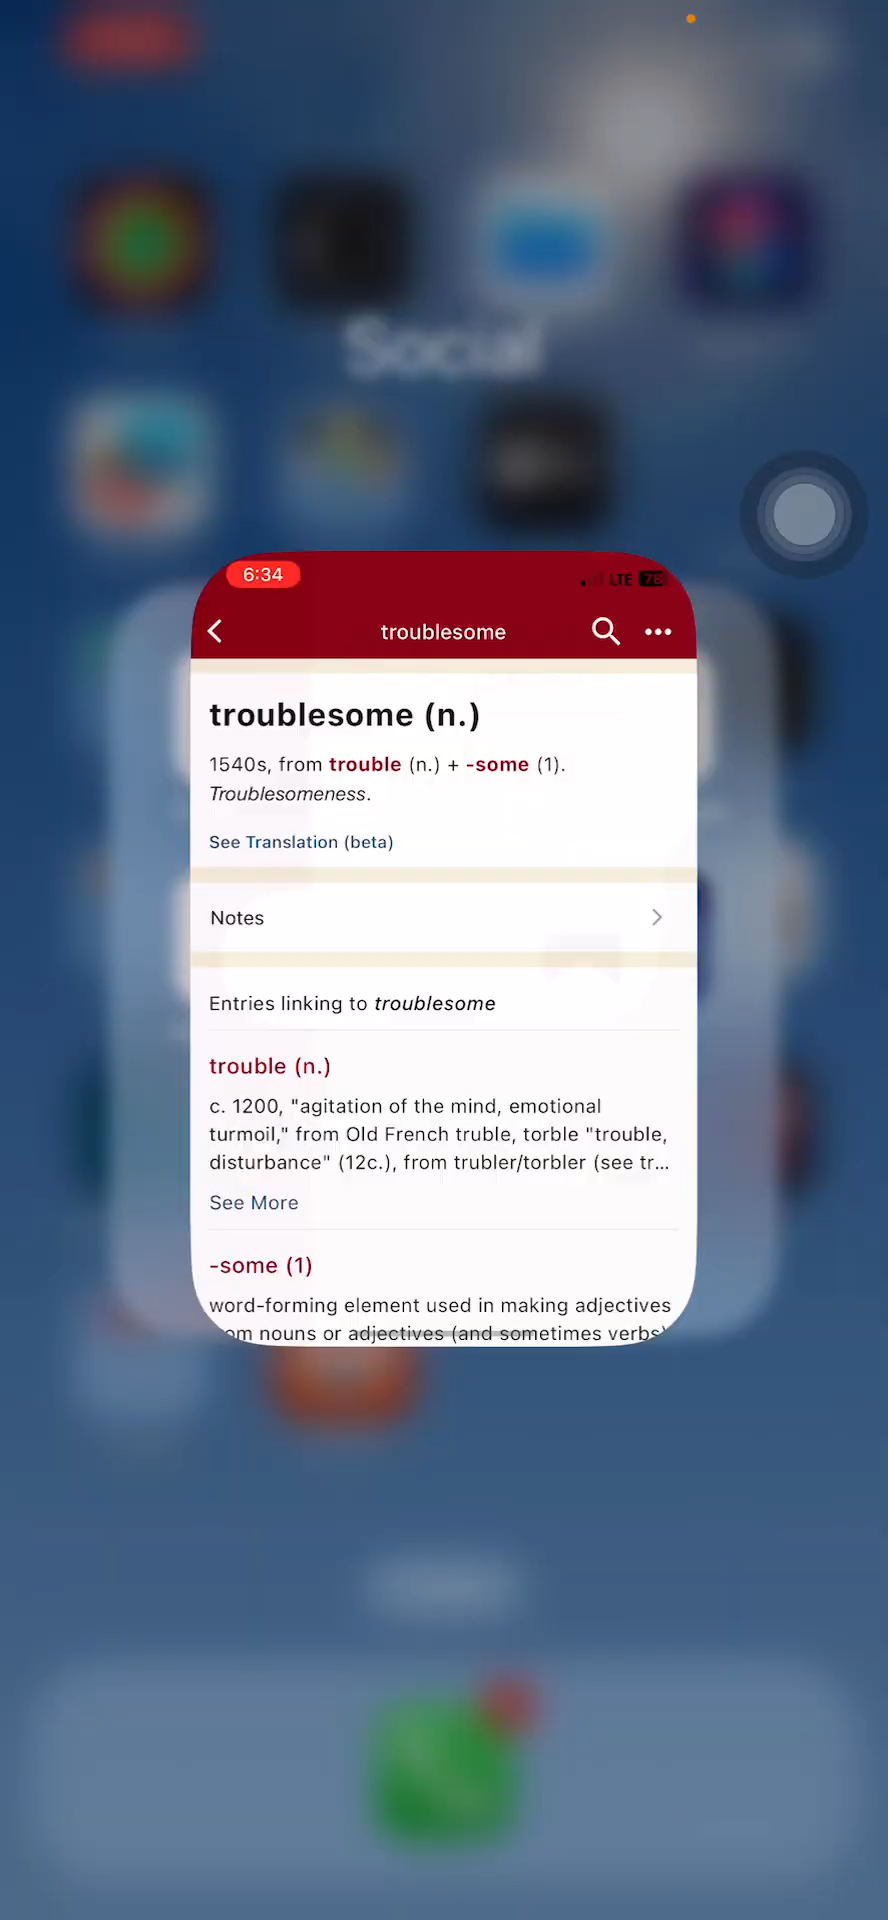 Social
6:34
LTE 78
troublesome
troublesome (n.)
1540s, from trouble (n.) + -some (1).
Troublesomeness.
See Translation (beta)
Notes
Entries linking to troublesome
trouble (n.)
c. 1200, "agitation of the mind, emotional
turmoil," from Old French truble, torble "trouble,
disturbance" (12c.), from trubler/torbler (see tr...
See More
-some (1)
word-forming element used in making adjectives
om nouns or adjectives (and sometimes verbs)